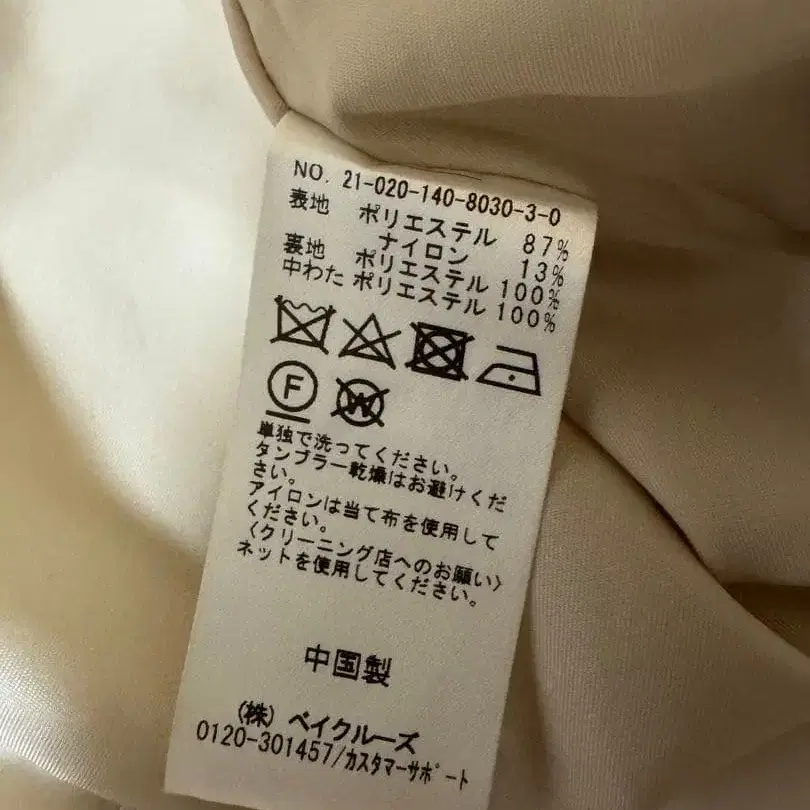 NO. 21-020-140-8030-3-0
表地 ポリエステル 87%
ナイロン 13%
裏地 ポリエステル 100%
中わた ポリエステル 100%
F W
単独で洗ってください。
タンブラー乾燥はお避けくだ
さい。
アイロンは当て布を使用して
ください。
〈クリーニング店へのお願い〉
ネットを使用してください。
中国製
(株) ベイクルーズ
0120-301457/カスタマーサポート